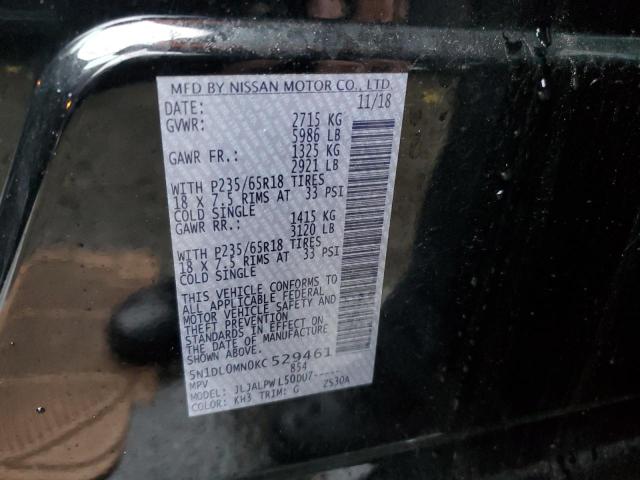 MFD BY NISSAN MOTOR CO., LTD.
DATE: 11/18
GVWR: 2715 KG
5986 LB
GAWR FR.: 1325 KG
2921 LB
WITH P235/65R18 TIRES
18 X 7.5 RIMS AT 33 PSI
COLD SINGLE
GAWR RR.: 1415 KG
3120 LB
WITH P235/65R18 TIRES
18 X 7.5 RIMS AT 33 PSI
COLD SINGLE
THIS VEHICLE CONFORMS TO
ALL APPLICABLE FEDERAL
MOTOR VEHICLE SAFETY AND
THEFT PREVENTION
STANDARDS IN EFFECT ON
THE DATE OF MANUFACTURE
SHOWN ABOVE.
5N1DL0MN0KC529461
MPV 854
MODEL: JLJALPWL50DU7-----
COLOR: KH3 TRIM: G ZS30A